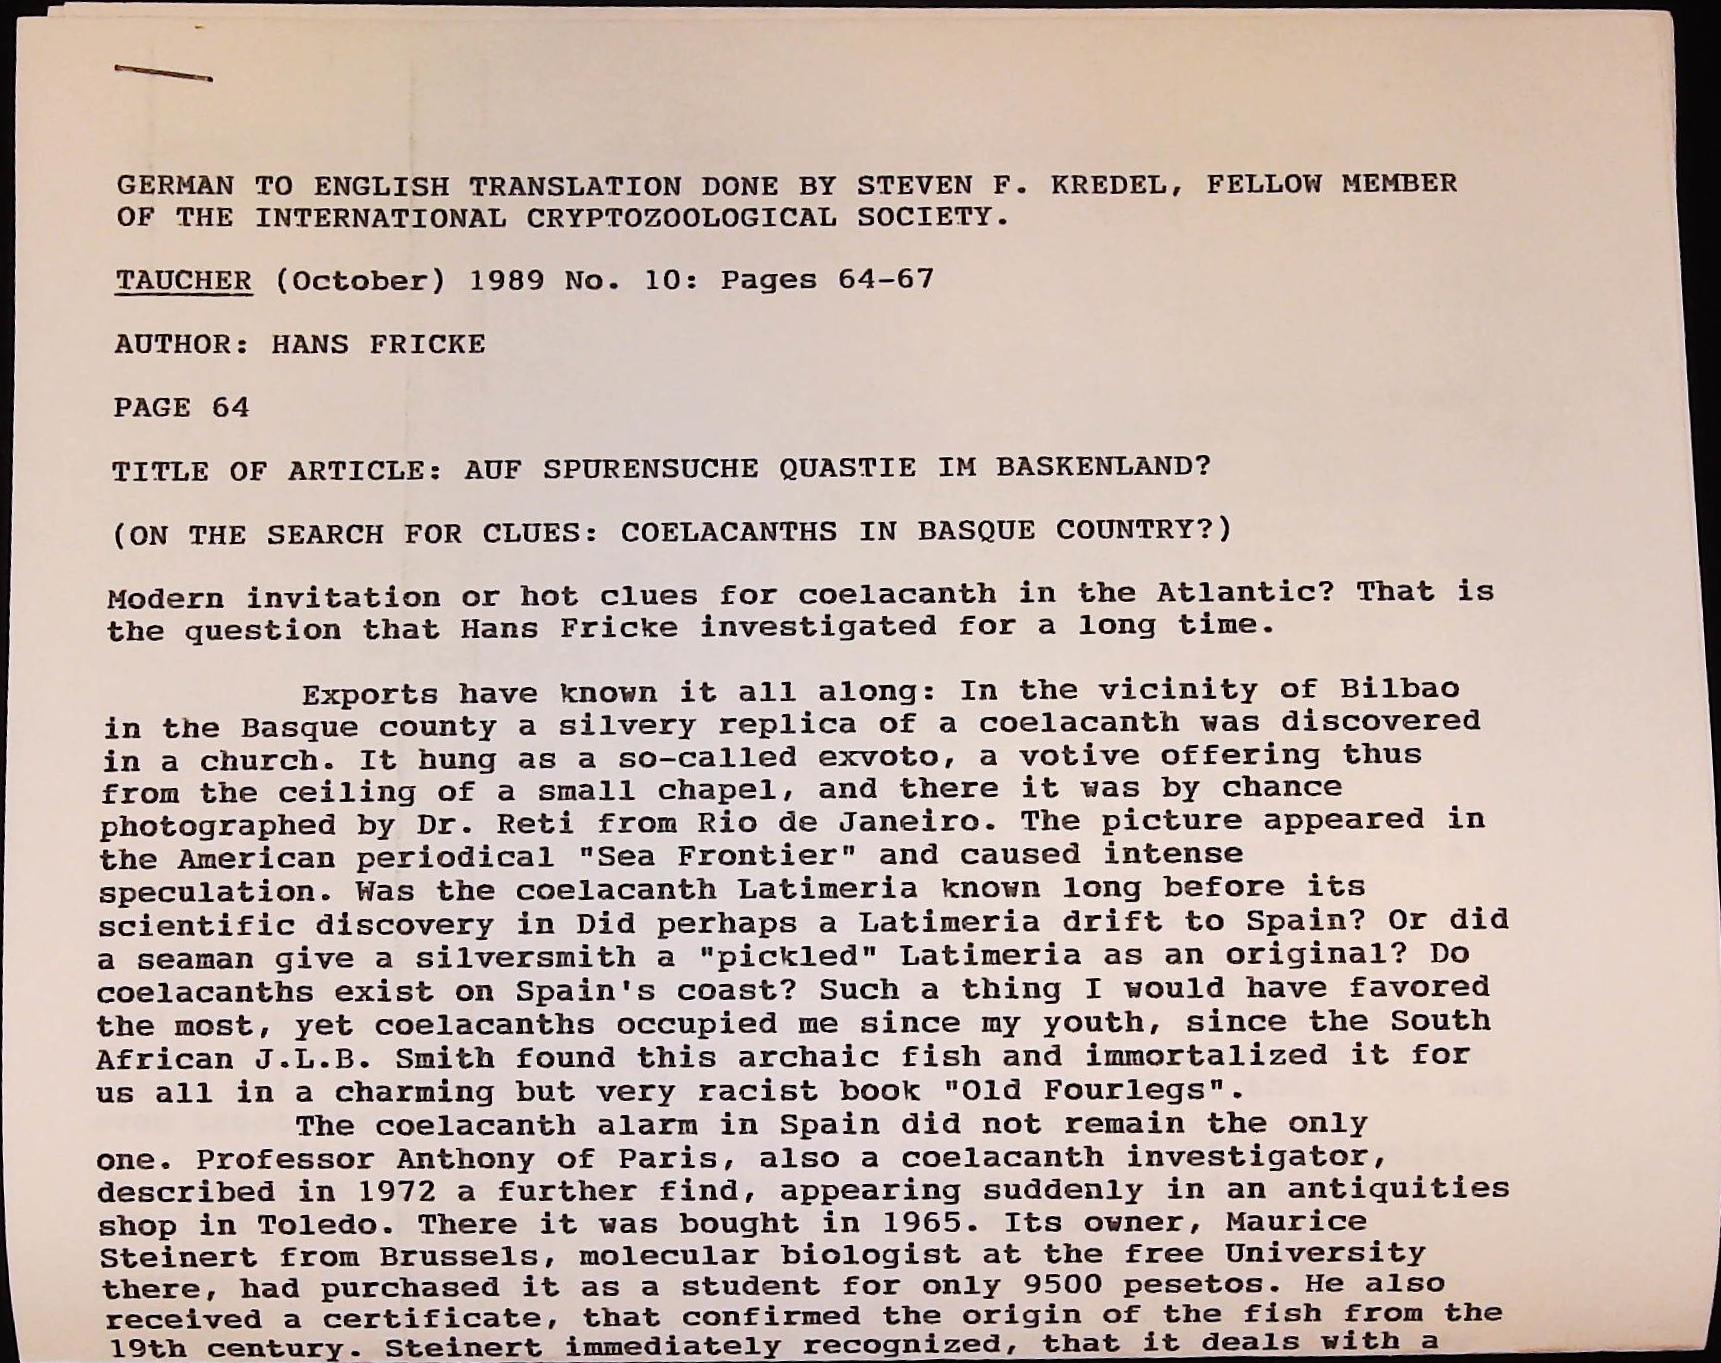 GERMAN TO ENGLISH TRANSLATION DONE BY STEVEN F. KREDEL, FELLOW MEMBER
OF THE INTERNATIONAL CRYPTOZOOLOGICAL SOCIETY.
TAUCHER (October) 1989 No. 10: Pages 64-67
AUTHOR: HANS FRICKE
PAGE 64
TITLE OF ARTICLE: AUF SPURENSUCHE QUASTIE IM BASKENLAND?
(ON THE SEARCH FOR CLUES: COELACANTHS IN BASQUE COUNTRY?)
Modern invitation or hot clues for coelacanth in the Atlantic? That is
the question that Hans Fricke investigated for a long time.
Exports have known it all along: In the vicinity of Bilbao
in the Basque county a silvery replica of a coelacanth was discovered
in a church. It hung as a so-called exvoto, a votive offering thus
from the ceiling of a small chapel, and there it was by chance
photographed by Dr. Reti from Rio de Janeiro. The picture appeared in
the American periodical "Sea Frontier" and caused intense
speculation. Was the coelacanth Latimeria known long before its
scientific discovery in Did perhaps a Latimeria drift to Spain? Or did
a seaman give a silversmith a "pickled" Latimeria as an original? Do
coelacanths exist on Spain's coast? Such a thing I would have favored
the most, yet coelacanths occupied me since my youth, since the South
African J.L.B. Smith found this archaic fish and immortalized it for
us all in a charming but very racist book "Old Fourlegs".
The coelacanth alarm in Spain did not remain the only
one. Professor Anthony of Paris, also a coelacanth investigator,
described in 1972 a further find, appearing suddenly in an antiquities
shop in Toledo. There it was bought in 1965. Its owner, Maurice
Steinert from Brussels, molecular biologist at the free University
there, had purchased it as a student for only 9500 pesetos. He also
received a certificate, that confirmed the origin of the fish from the
19th century. Steinert immediately recognized, that it deals with a